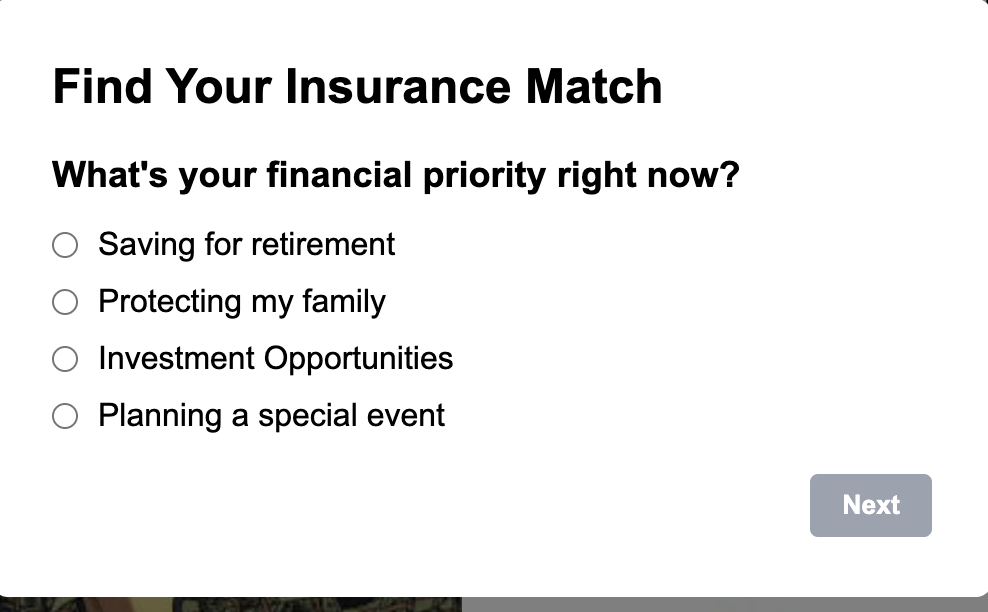 Find Your Insurance Match
What's your financial priority right now?
Saving for retirement
Protecting my family
Investment Opportunities
Planning a special event
Next